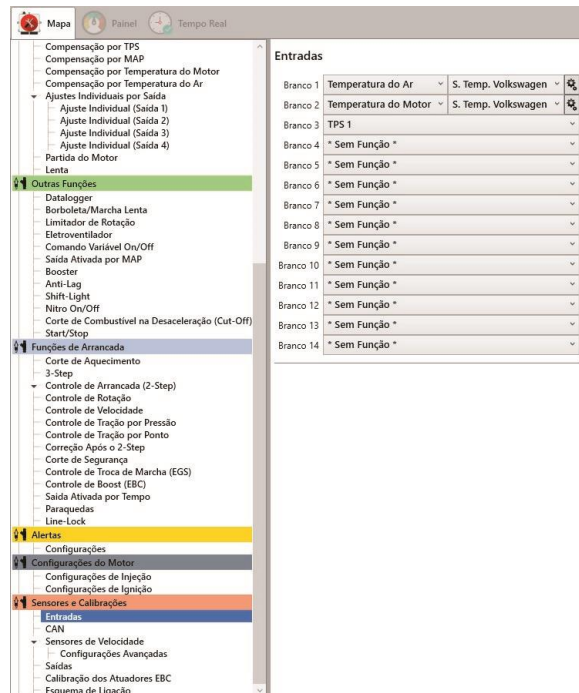 Mapa Painel Tempo Real
Compensação por TPS
Compensação por MAP
Compensação por Temperatura do Motor
Compensação por Temperatura do Ar
Ajustes Individuais por Saída
Ajuste Individual (Saída 1)
Ajuste Individual (Saída 2)
Ajuste Individual (Saída 3)
Ajuste Individual (Saída 4)
Partida do Motor
Lenta
Outras Funções
Datalogger
Borboleta/Marcha Lenta
Limitador de Rotação
Eletroventilador
Comando Variável On/Off
Saída Ativada por MAP
Booster
Anti-Lag
Shift-Light
Nitro On/Off
Corte de Combustível na Desaceleração (Cut-Off)
Start/Stop
Funções de Arrancada
Corte de Aquecimento
3-Step
Controle de Arrancada (2-Step)
Controle de Rotação
Controle de Velocidade
Controle de Tração por Pressão
Controle de Tração por Ponto
Correção Após o 2-Step
Corte de Segurança
Controle de Troca de Marcha (EGS)
Controle de Boost (EBC)
Saida Ativada por Tempo
Paraquedas
Line-Lock
Alertas
Configurações
Configurações do Motor
Configurações de Injeção
Configurações de Ignição
Sensores e Calibrações
Entradas
CAN
Sensores de Velocidade
Configurações Avançadas
Saídas
Calibração dos Atuadores EBC
Esquema de Ligação
Entradas
Branco 1 Temperatura do Ar S. Temp. Volkswagen
Branco 2 Temperatura do Motor S. Temp. Volkswagen
Branco 3 TPS 1
Branco 4 * Sem Função *
Branco 5 * Sem Função *
Branco 6 * Sem Função *
Branco 7 * Sem Função *
Branco 8 * Sem Função *
Branco 9 * Sem Função *
Branco 10 * Sem Função *
Branco 11 * Sem Função *
Branco 12 * Sem Função *
Branco 13 * Sem Função *
Branco 14 * Sem Função *